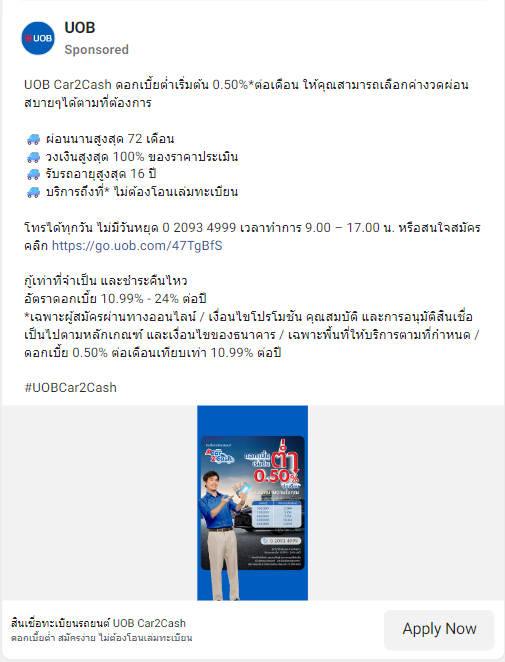 UOB
UOB
Sponsored
UOB Car2Cash ดอกเบี้ยต่ำเริ่มต้น 0.50%*ต่อเดือน ให้คุณสามารถเลือกค่างวดผ่อน
สบายๆได้ตามที่ต้องการ
ผ่อนนานสูงสุด 72 เดือน
วงเงินสูงสุด 100% ของราคาประเมิน
รับรถอายุสูงสุด 16 ปี
บริการถึงที่* ไม่ต้องโอนเล่มทะเบียน
โทรได้ทุกวัน ไม่มีวันหยุด 0 2093 4999 เวลาทำการ 9.00 – 17.00 น. หรือสนใจสมัคร
คลิก https://go.uob.com/47TgBfS
กู้เท่าที่จำเป็น และชำระคืนไหว
อัตราดอกเบี้ย 10.99% - 24% ต่อปี
*เฉพาะผู้สมัครผ่านทางออนไลน์ / เงื่อนไขโปรโมชัน คุณสมบัติ และการอนุมัติสินเชื่อ
เป็นไปตามหลักเกณฑ์ และเงื่อนไขของธนาคาร / เฉพาะพื้นที่ให้บริการตามที่กำหนด /
ดอกเบี้ย 0.50% ต่อเดือนเทียบเท่า 10.99% ต่อปี
#UOBCar2Cash
ดอกเบี้ย
เริ่มต้น
ต่ำ
0.50%
0 2093 4999
สินเชื่อทะเบียนรถยนต์ UOB Car2Cash
ดอกเบี้ยต่ำ สมัครง่าย ไม่ต้องโอนเล่มทะเบียน
Apply Now